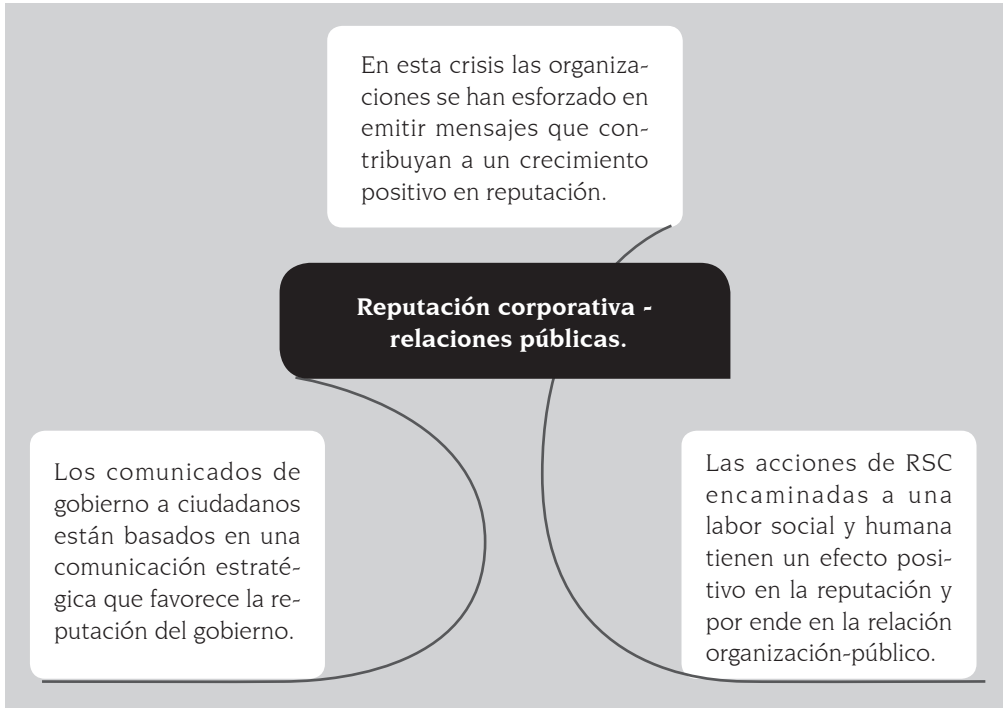 En esta crisis las organiza-
ciones se han esforzado en
emitir mensajes que con-
tribuyan a un crecimiento
positivo en reputación.
Reputación corporativa -
relaciones públicas.
Los comunicados de
gobierno a ciudadanos
están basados en una
comunicación estraté-
gica que favorece la re-
putación del gobierno.
Las acciones de RSC
encaminadas a una
labor social y humana
tienen un efecto posi-
tivo en la reputación y
por ende en la relación
organización-público.